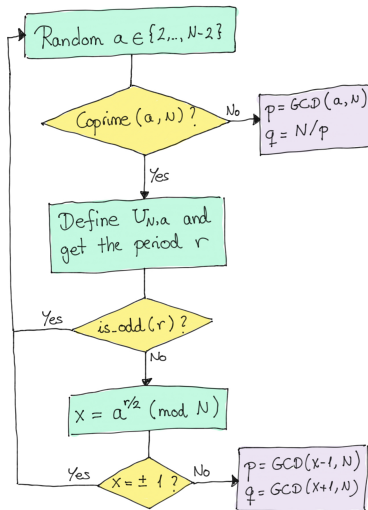 Random a ∈ {2,.., N-2}
Coprime (a, N) ?
No
p = GCD(a, N)
q = N/p
Yes
Define U_N,a and
get the period r
Yes
is_odd(r) ?
No
x = a^r/2 (mod N)
Yes
x = ± 1 ?
No
p = GCD(x-1, N)
q = GCD(x+1, N)